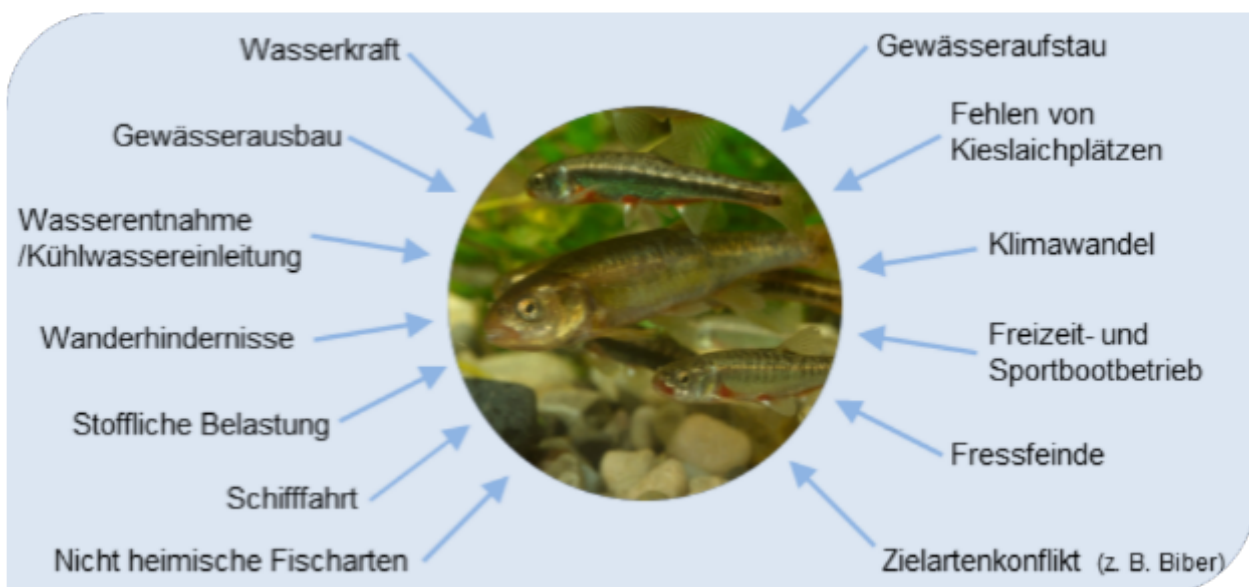 Wasserkraft
Gewässerausbau
Wasserentnahme
/Kühlwassereinleitung
Wanderhindernisse
Stoffliche Belastung
Schifffahrt
Nicht heimische Fischarten
Gewässeraufstau
Fehlen von
Kieslaichplätzen
Klimawandel
Freizeit- und
Sportbootbetrieb
Fressfeinde
Zielartenkonflikt (z. B. Biber)